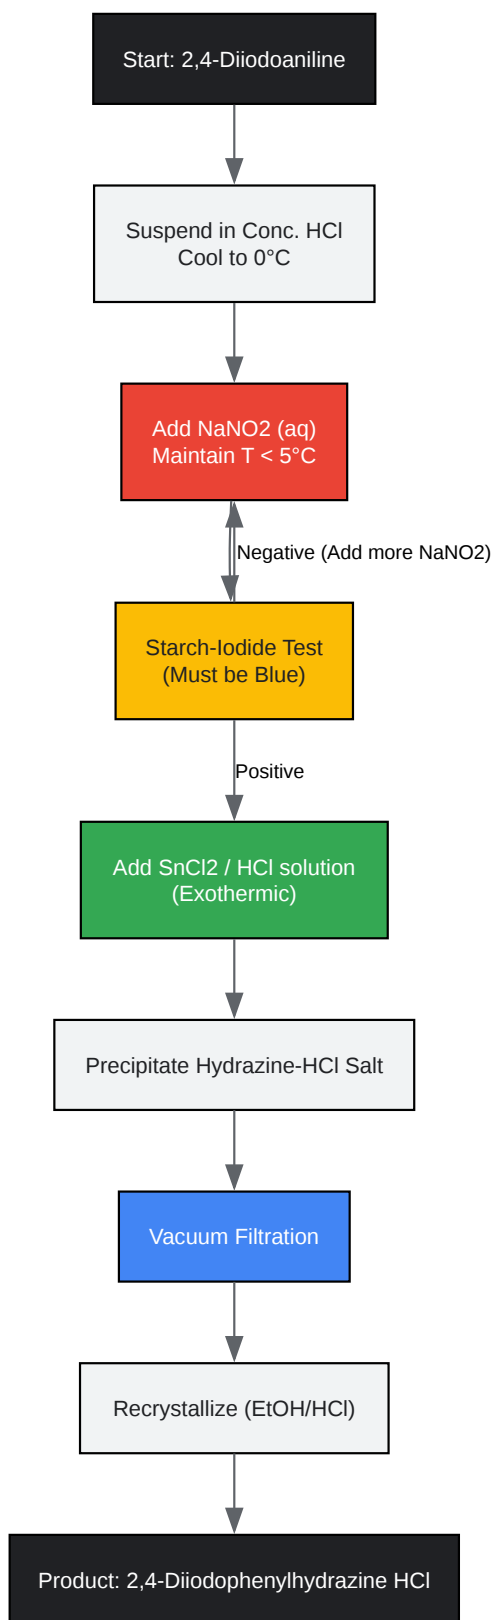 Start: 2,4-Diiodoaniline
Suspend in Conc. HCl
Cool to 0°C
Add NaNO2 (aq)
Maintain T < 5°C
Negative (Add more NaNO2)
Starch-Iodide Test
(Must be Blue)
Positive
Add SnCl2 / HCl solution
(Exothermic)
Precipitate Hydrazine-HCl Salt
Vacuum Filtration
Recrystallize (EtOH/HCl)
Product: 2,4-Diiodophenylhydrazine HCl